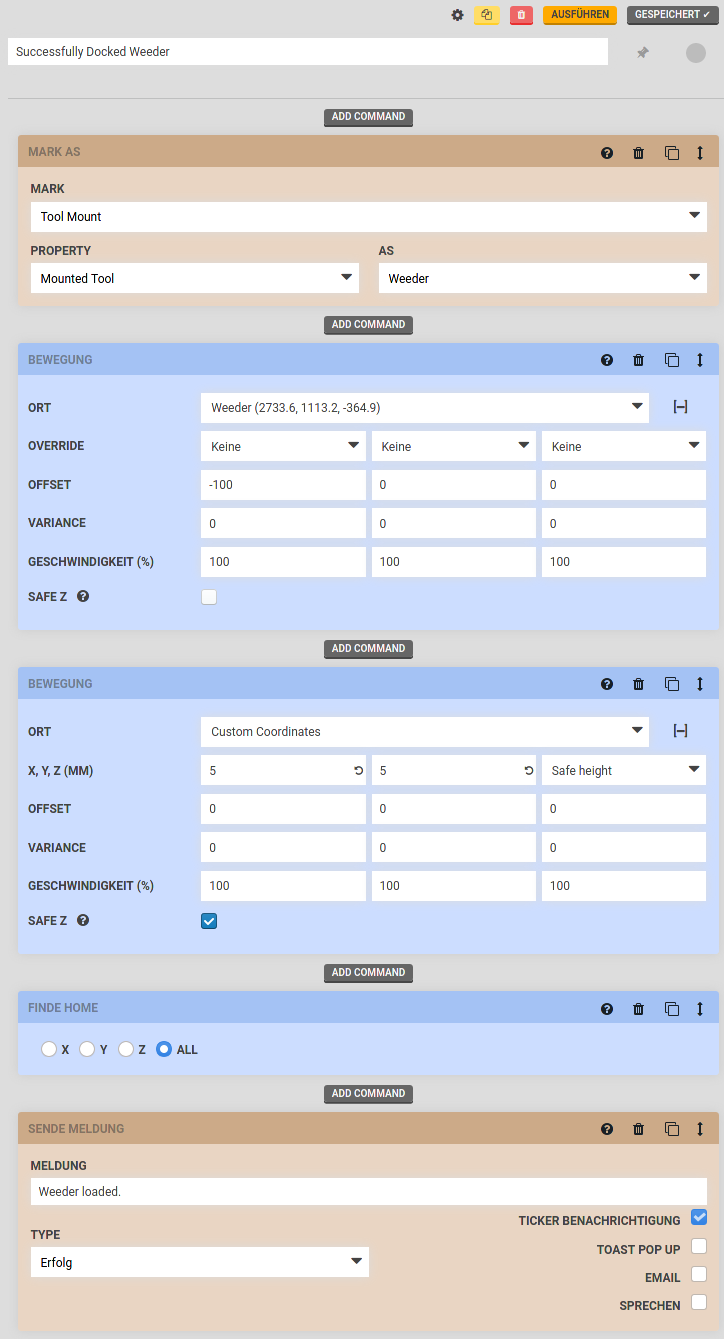 AUSFÜHREN GESPEICHERT ✔
Successfully Docked Weeder
ADD COMMAND
MARK AS
MARK
Tool Mount
PROPERTY AS
Mounted Tool Weeder
ADD COMMAND
BEWEGUNG
ORT Weeder (2733.6, 1113.2, -364.9) [–]
OVERRIDE Keine Keine Keine
OFFSET -100 0 0
VARIANCE 0 0 0
GESCHWINDIGKEIT (%) 100 100 100
SAFE Z
ADD COMMAND
BEWEGUNG
ORT Custom Coordinates [–]
X, Y, Z (MM) 5 5 Safe height
OFFSET 0 0 0
VARIANCE 0 0 0
GESCHWINDIGKEIT (%) 100 100 100
SAFE Z
ADD COMMAND
FINDE HOME
X Y Z ALL
ADD COMMAND
SENDE MELDUNG
MELDUNG
Weeder loaded.
TICKER BENACHRICHTIGUNG
TYPE
TOAST POP UP
Erfolg
EMAIL
SPRECHEN